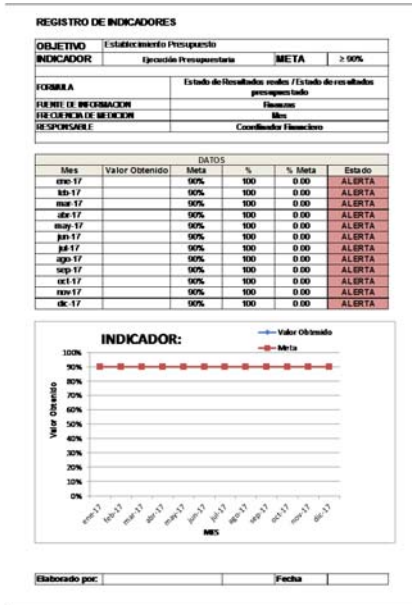 REGISTRO DE INDICADORES
OBJETIVO Establecimiento Presupuesto
INDICADOR Ejecución Presupuestaria META ≥ 90%
FORMULA Estado de Resultados reales / Estado de resultados
presupuestado
FUENTE DE INFORMACION Finanzas
FRECUENCIA DE MEDICION Mes
RESPONSABLE Coordinador Financiero
DATOS
Mes Valor Obtenido Meta % % Meta Estado
ene-17 90% 100 0.00 ALERTA
feb-17 90% 100 0.00 ALERTA
mar-17 90% 100 0.00 ALERTA
abr-17 90% 100 0.00 ALERTA
may-17 90% 100 0.00 ALERTA
jun-17 90% 100 0.00 ALERTA
jul-17 90% 100 0.00 ALERTA
ago-17 90% 100 0.00 ALERTA
sep-17 90% 100 0.00 ALERTA
oct-17 90% 100 0.00 ALERTA
nov-17 90% 100 0.00 ALERTA
dic-17 90% 100 0.00 ALERTA
INDICADOR:
Valor Obtenido
Meta
100%
90%
80%
70%
60%
50%
40%
30%
20%
10%
0%
Valor Obtenido
ene-17 feb-17 mar-17 abr-17 may-17 jun-17 jul-17 ago-17 sep-17 oct-17 nov-17 dic-17
MES
Elaborado por: Fecha